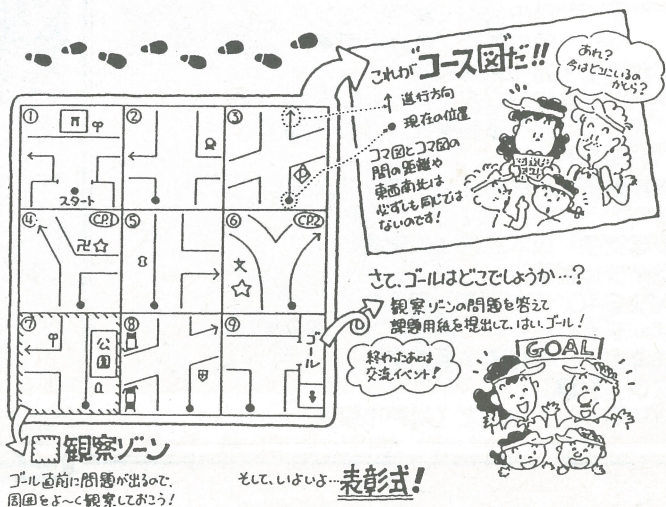 これが"コース図"だ!!
↑ 進行方向
● 現在の位置
コマ図とコマ図の
間の距離や
東西南北は
必ずしも同じでは
ないのです!
あれ?
今はどこにいるの
かしら?
①
スタート
②
③
P
④
CP.1
卍
⑤
⑥
CP.2
文
⑦
公園
⑧
⑨
ゴール
さて、ゴールはどこでしょうか…?
観察ゾーンの問題を答えて
課題用紙を提出して、はい、ゴール!
終わったあとは
交流イベント!
GOAL
観察ゾーン
ゴール直前に問題が出るので、
周囲をよ〜く観察しておこう!
そして、いよいよ…表彰式!